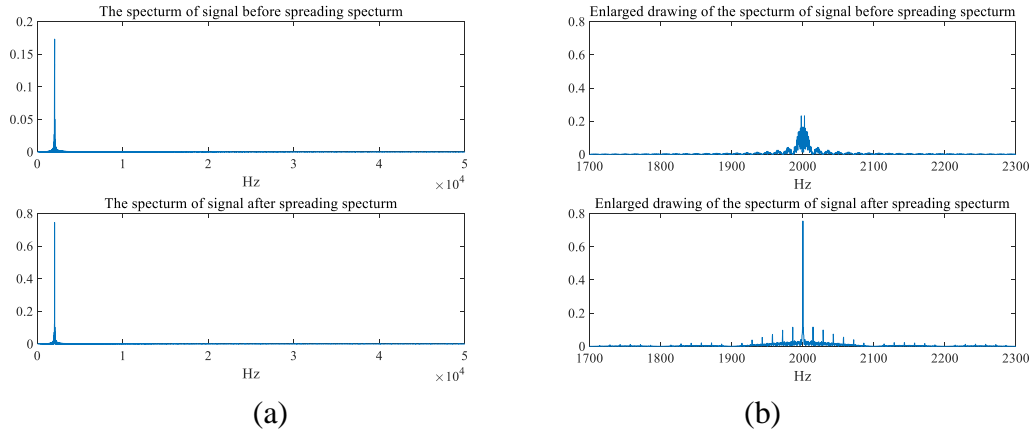 The specturm of signal before spreading specturm
0.2
0.15
0.1
0.05
0
0 1 2 3 4 5
Hz
×10^4
The specturm of signal after spreading specturm
0.8
0.6
0.4
0.2
0
0 1 2 3 4 5
Hz
×10^4
(a)
Enlarged drawing of the specturm of signal before spreading specturm
0.8
0.6
0.4
0.2
0
1700 1800 1900 2000 2100 2200 2300
Hz
Enlarged drawing of the specturm of signal after spreading specturm
0.8
0.6
0.4
0.2
0
1700 1800 1900 2000 2100 2200 2300
Hz
(b)